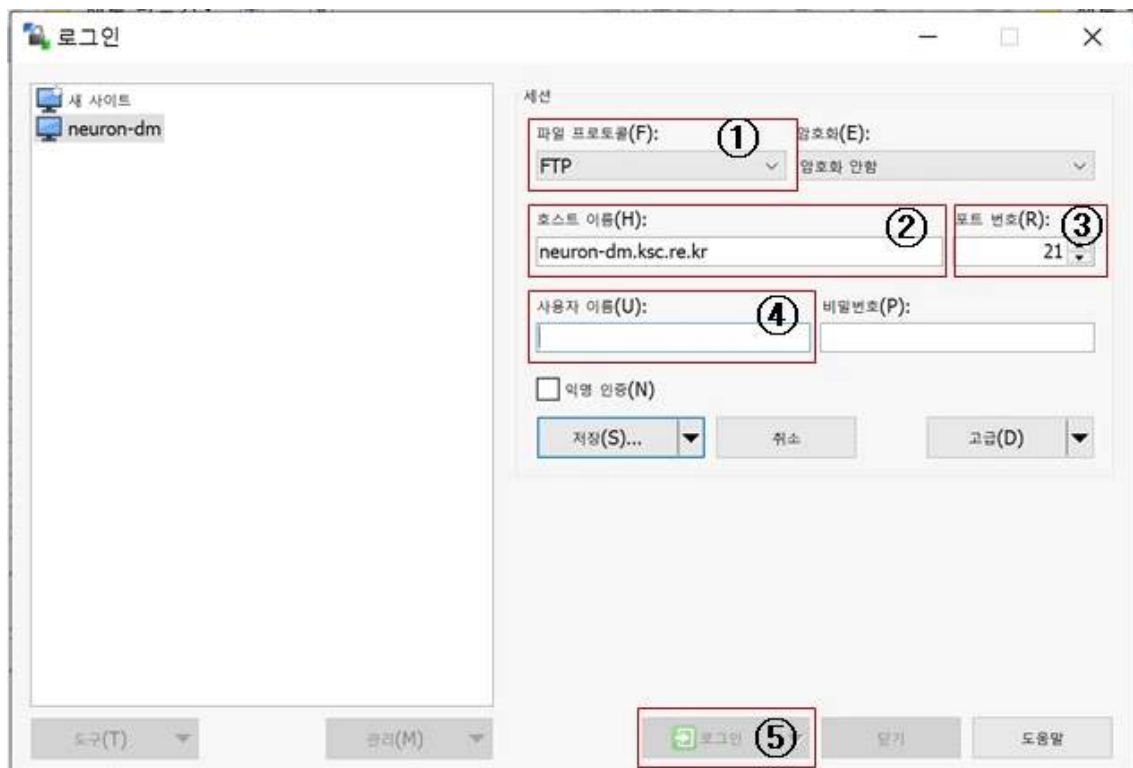 로그인
새 사이트
neuron-dm
세션
파일 프로토콜(F): ① 암호화(E):
FTP 암호화 안함
호스트 이름(H): ② 포트 번호(R): ③
neuron-dm.ksc.re.kr 21
사용자 이름(U): ④ 비밀번호(P):
익명 인증(N)
저장(S)... 취소 고급(D)
도구(T) 관리(M) 로그인 ⑤ 닫기 도움말